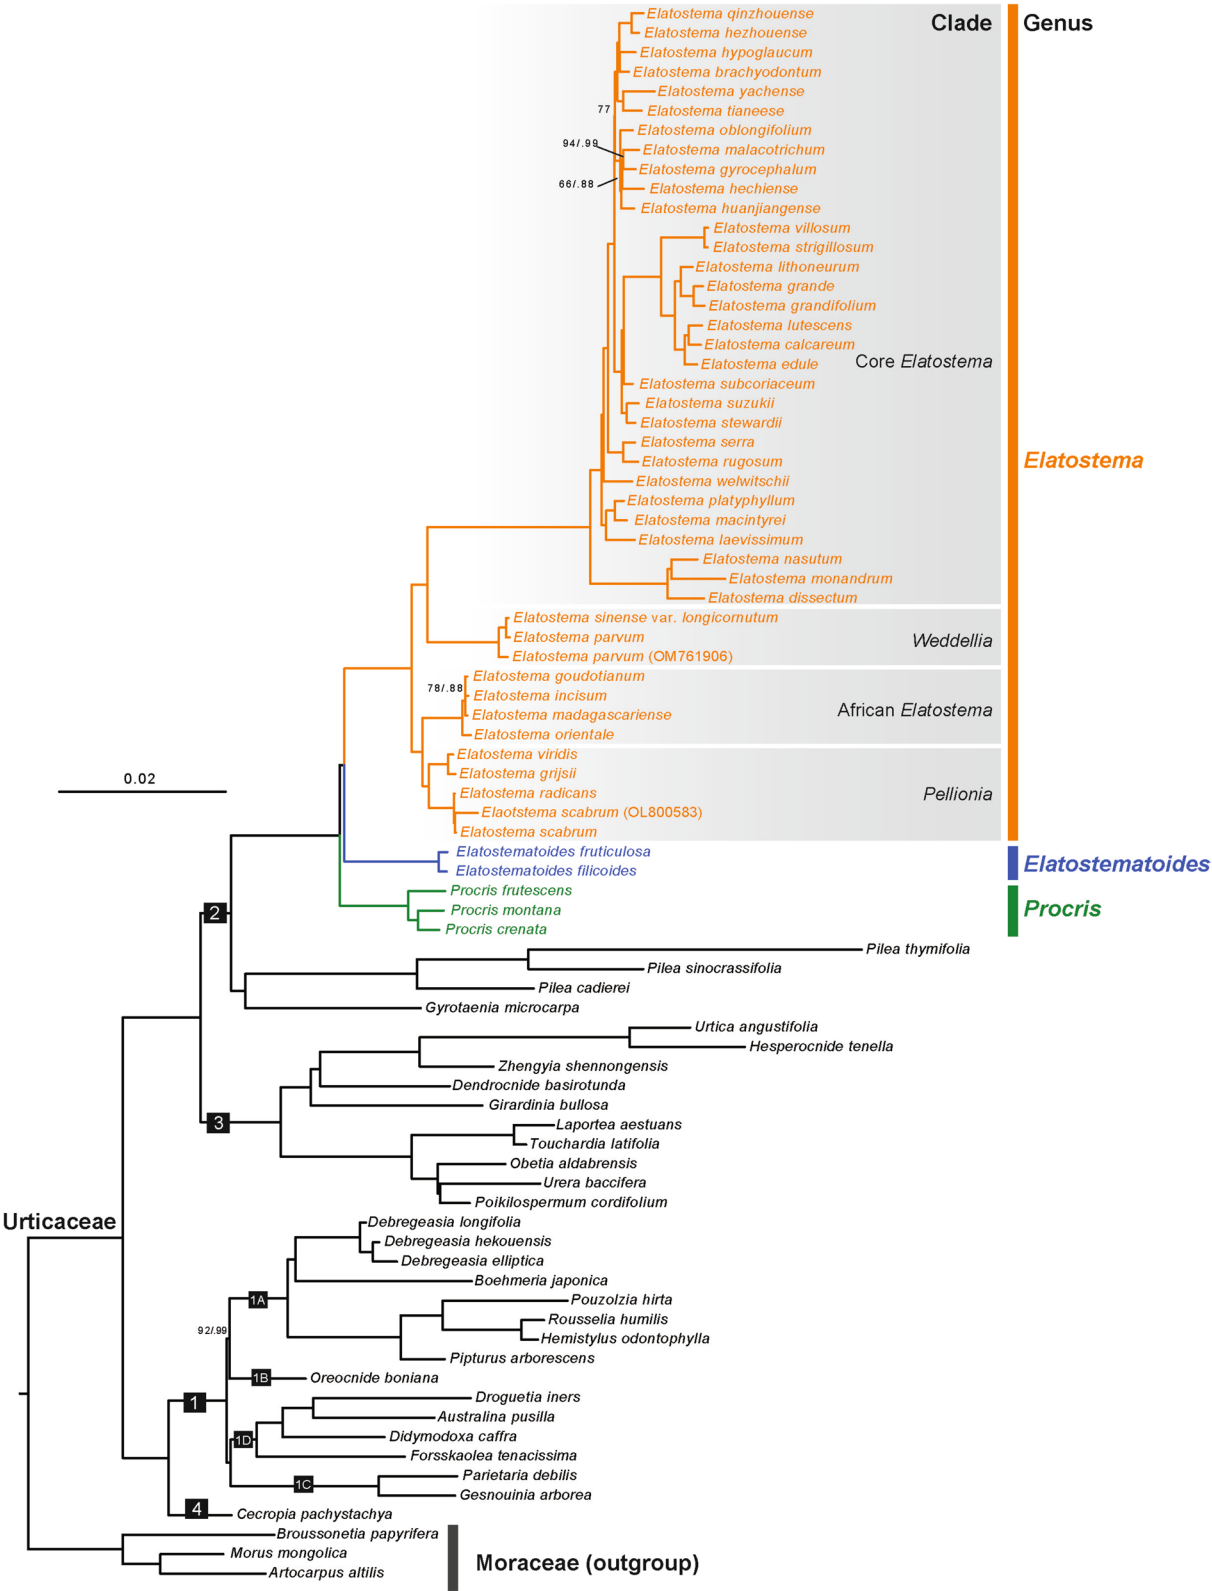 Clade
Genus
Elatostema qinzhouense
Elatostema hezhouense
Elatostema hypoglaucum
Elatostema brachyodontum
Elatostema yachense
77
Elatostema tianeese
Elatostema oblongifolium
94/.99
Elatostema malacotrichum
Elatostema gyrocephalum
66/.88
Elatostema hechiense
Elatostema huanjiangense
Elatostema villosum
Elatostema strigillosum
Elatostema lithoneurum
Elatostema grande
Elatostema grandifolium
Elatostema lutescens
Elatostema calcareum
Elatostema edule
Core Elatostema
Elatostema subcoriaceum
Elatostema suzukii
Elatostema stewardii
Elatostema serra
Elatostema rugosum
Elatostema
Elatostema welwitschii
Elatostema platyphyllum
Elatostema macintyrei
Elatostema laevissimum
Elatostema nasutum
Elatostema monandrum
Elatostema dissectum
Elatostema sinense var. longicornutum
Elatostema parvum
Weddellia
Elatostema parvum (OM761906)
Elatostema goudotianum
78/.88
Elatostema incisum
Elatostema madagascariense
African Elatostema
Elatostema orientale
Elatostema viridis
Elatostema grijsii
0.02
Elatostema radicans
Pellionia
Elaotstema scabrum (OL800583)
Elatostema scabrum
Elatostematoides fruticulosa
Elatostematoides filicoides
Elatostematoides
Procris frutescens
Procris montana
Procris
Procris crenata
2
Pilea thymifolia
Pilea sinocrassifolia
Pilea cadierei
Gyrotaenia microcarpa
Urtica angustifolia
Hesperocnide tenella
Zhengyia shennongensis
Dendrocnide basirotunda
Girardinia bullosa
3
Laportea aestuans
Touchardia latifolia
Obetia aldabrensis
Urera baccifera
Poikilospermum cordifolium
Urticaceae
Debregeasia longifolia
Debregeasia hekouensis
Debregeasia elliptica
Boehmeria japonica
1A
Pouzolzia hirta
Rousselia humilis
92/.99
Hemistylus odontophylla
Pipturus arborescens
1B
Oreocnide boniana
1
Droguetia iners
Australina pusilla
1D
Didymodoxa caffra
Forsskaolea tenacissima
Parietaria debilis
1C
Gesnouinia arborea
4
Cecropia pachystachya
Broussonetia papyrifera
Morus mongolica
Artocarpus altilis
Moraceae (outgroup)